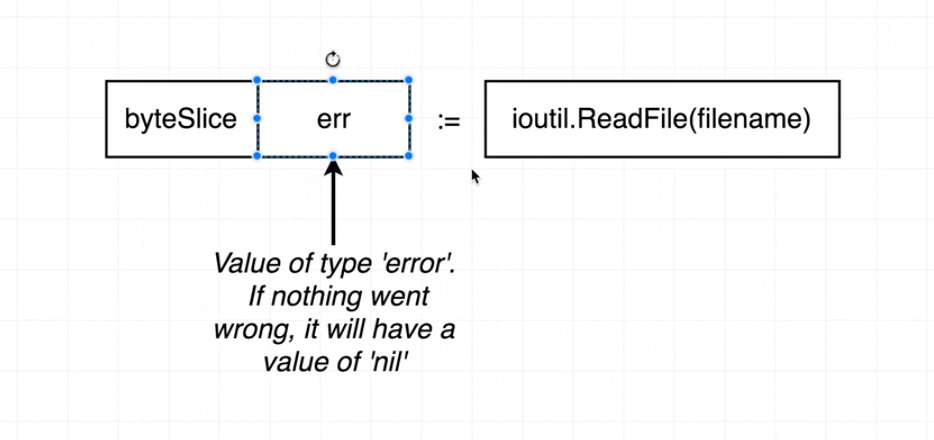 byteSlice err := ioutil.ReadFile(filename)
Value of type 'error'.
If nothing went
wrong, it will have a
value of 'nil'